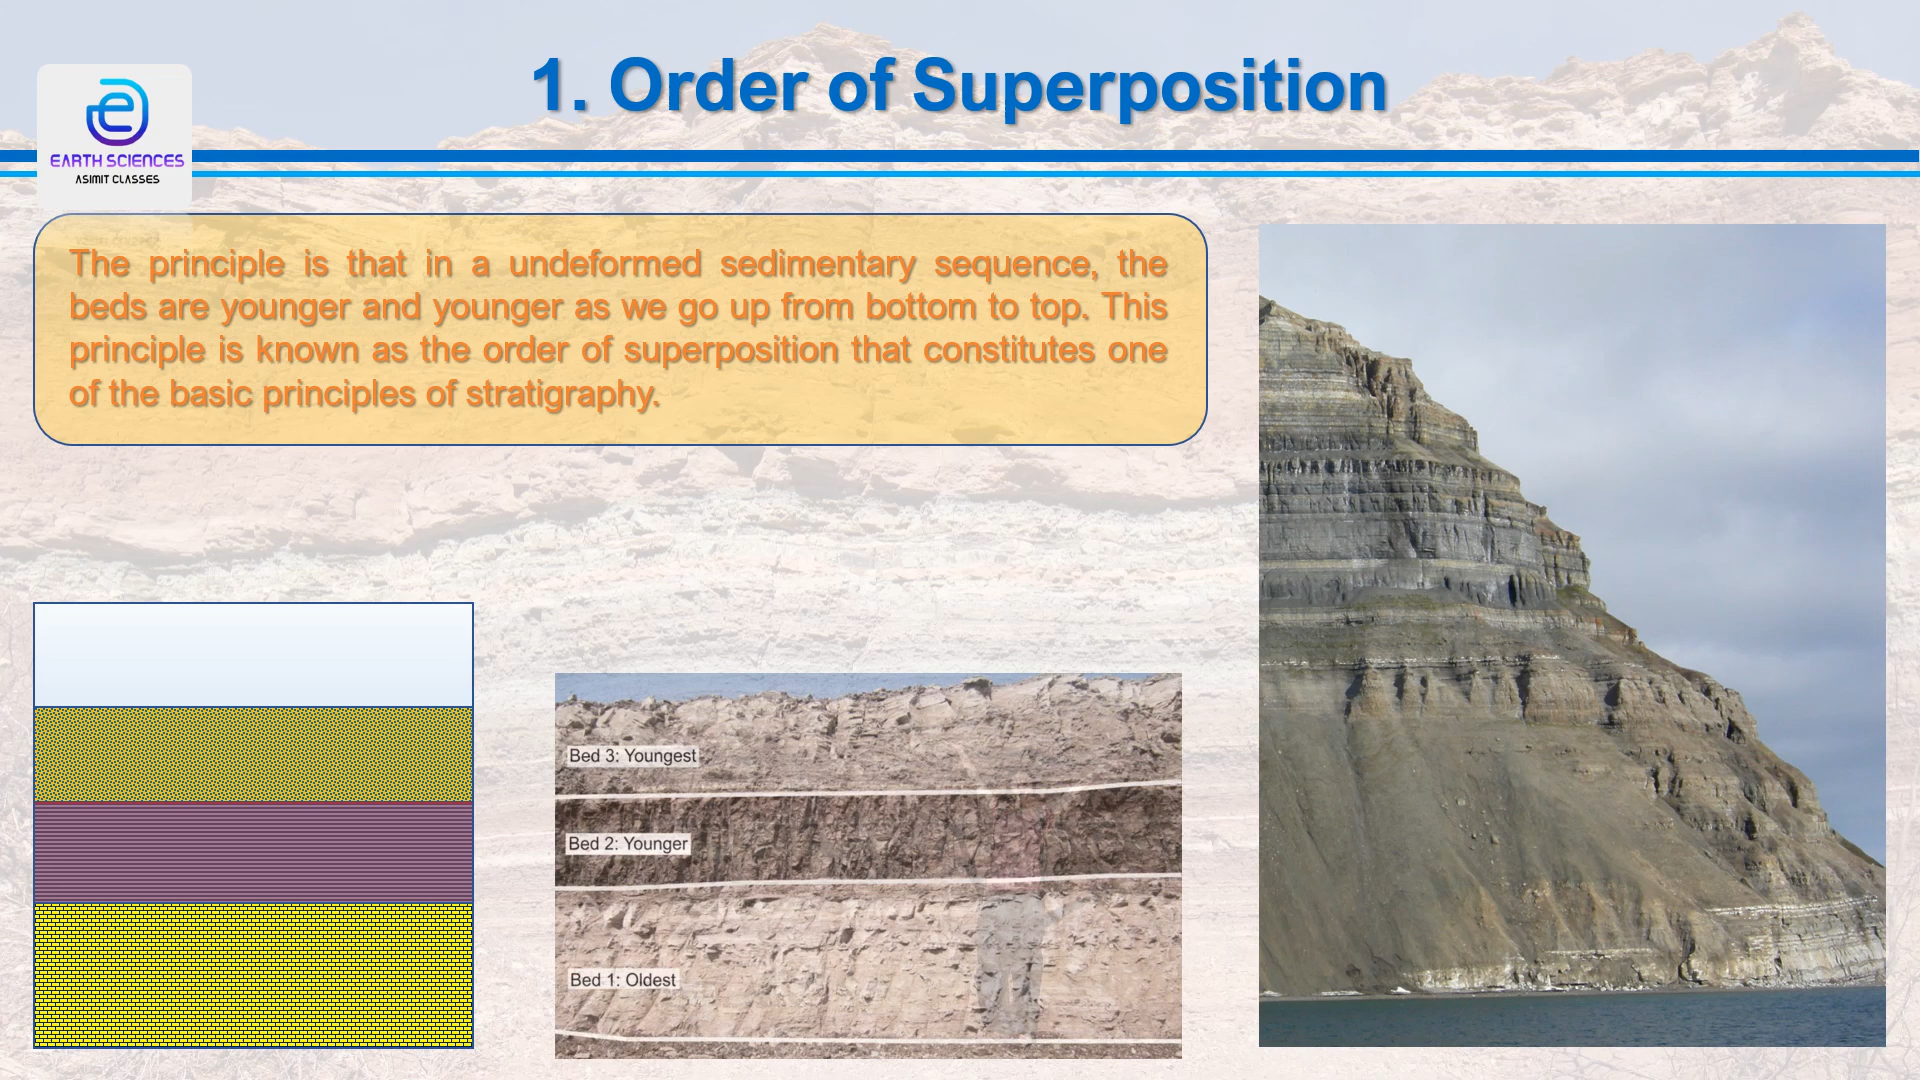 1. Order of Superposition
EARTH SCIENCES
ASIMIT CLASSES
The principle is that in a undeformed sedimentary sequence, the
beds are younger and younger as we go up from bottom to top. This
principle is known as the order of superposition that constitutes one
of the basic principles of stratigraphy.
Bed 3: Youngest
Bed 2: Younger
Bed 1: Oldest